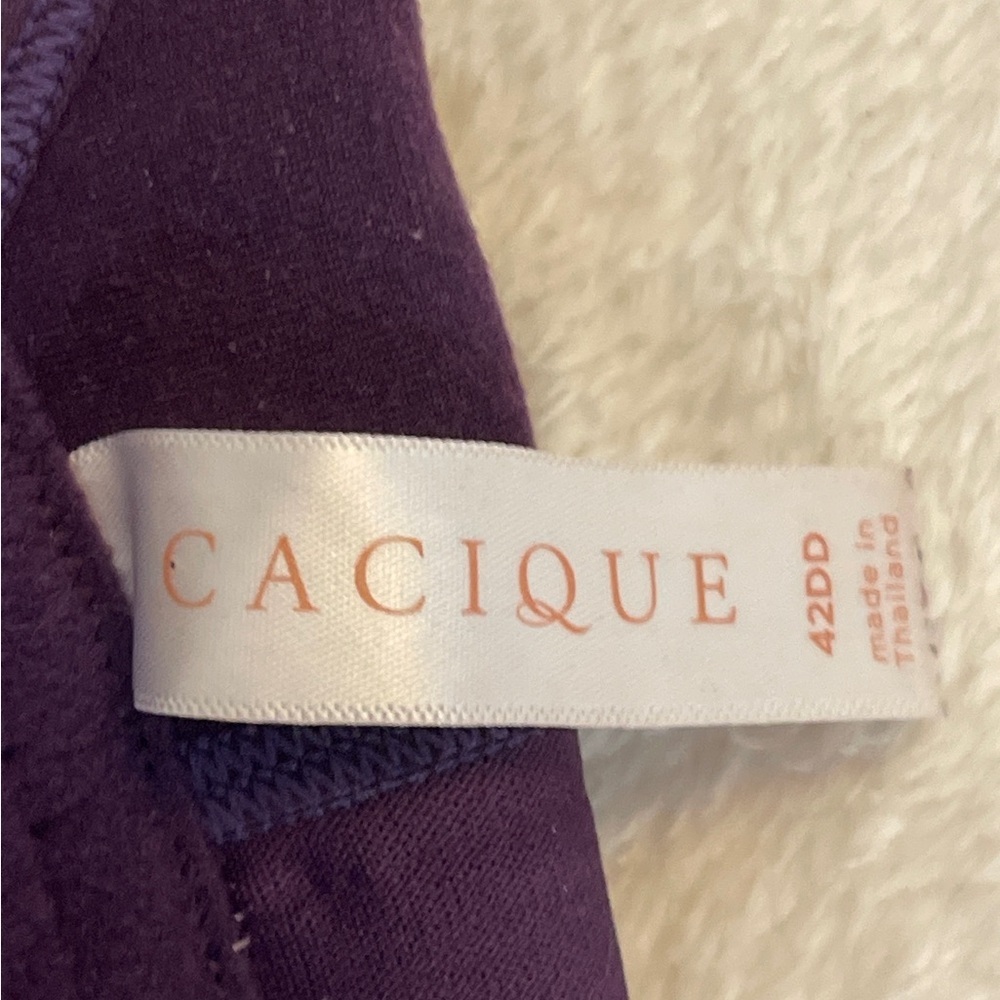 CACIQUE
42DD
made in
Thailand